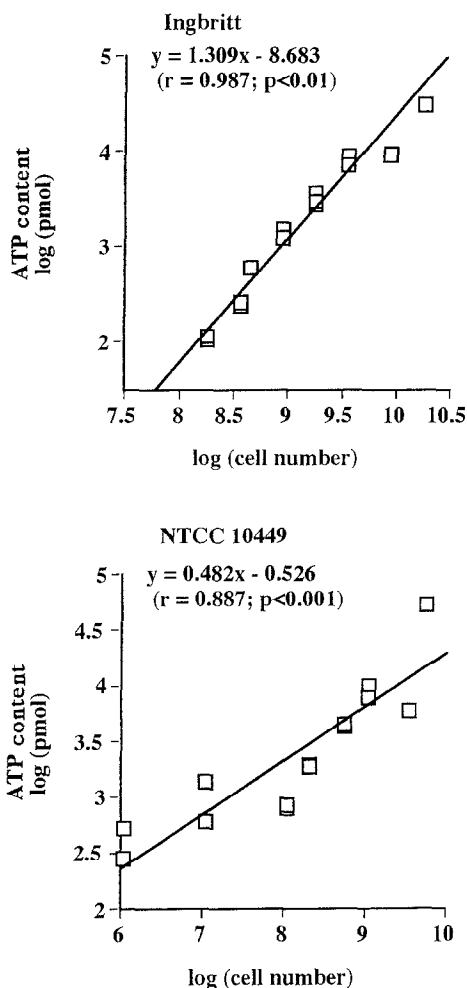 Ingbritt
y = 1.309x - 8.683
(r = 0.987; p<0.01)
ATP content
log (pmol)
5
4
3
2
7.5 8 8.5 9 9.5 10 10.5
log (cell number)
NTCC 10449
y = 0.482x - 0.526
(r = 0.887; p<0.001)
ATP content
log (pmol)
5
4.5
4
3.5
3
2.5
2
6 7 8 9 10
log (cell number)